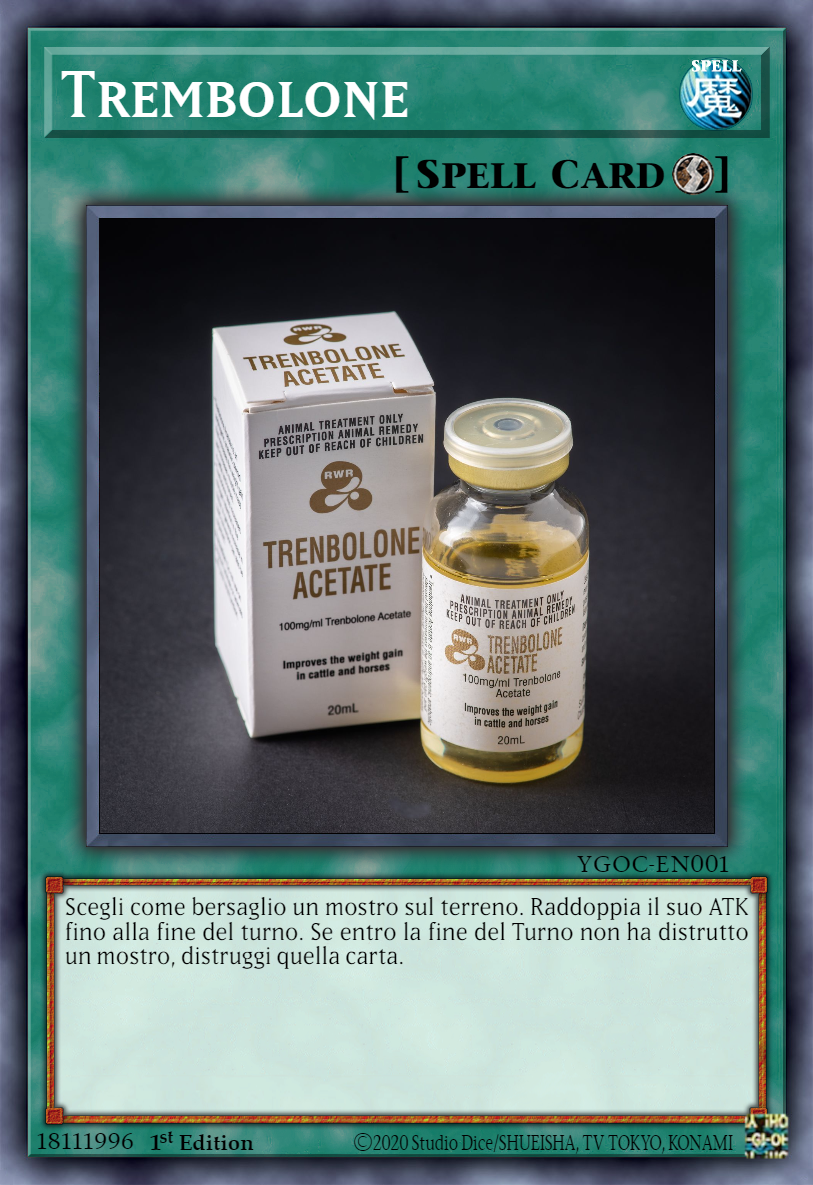 TREMBOLONE
SPELL
魔
[SPELL CARD]
RWR
TRENBOLONE
ACETATE
ANIMAL TREATMENT ONLY
PRESCRIPTION ANIMAL REMEDY
KEEP OUT OF REACH OF CHILDREN
RWR
TRENBOLONE
ACETATE
100mg/ml Trenbolone Acetate
Improves the weight gain
in cattle and horses
20mL
ANIMAL TREATMENT ONLY
PRESCRIPTION ANIMAL REMEDY
KEEP OUT OF REACH OF CHILDREN
RWR
TRENBOLONE
ACETATE
100mg/ml Trenbolone
Acetate
Improves the weight gain
in cattle and horses
20mL
YGOC-EN001
Scegli come bersaglio un mostro sul terreno. Raddoppia il suo ATK
fino alla fine del turno. Se entro la fine del Turno non ha distrutto
un mostro, distruggi quella carta.
18111996 1st Edition ©2020 Studio Dice/SHUEISHA, TV TOKYO, KONAMI